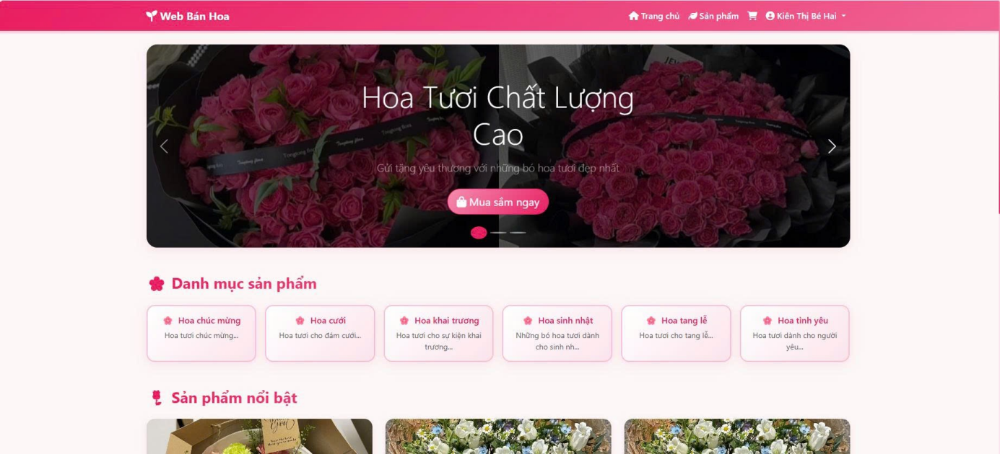 Web Bán Hoa
Trang chủ
Sản phẩm
Kiên Thị Bé Hai
Hoa Tươi Chất Lượng
Cao
Gửi tặng yêu thương với những bó hoa tươi đẹp nhất
Mua sắm ngay
Danh mục sản phẩm
Hoa chúc mừng
Hoa tươi chúc mừng...
Hoa cưới
Hoa tươi cho đám cưới...
Hoa khai trương
Hoa tươi cho sự kiện khai
trương...
Hoa sinh nhật
Những bó hoa tươi dành
cho sinh nh...
Hoa tang lễ
Hoa tươi cho tang lễ...
Hoa tình yêu
Hoa tươi dành cho người
yêu...
Sản phẩm nổi bật